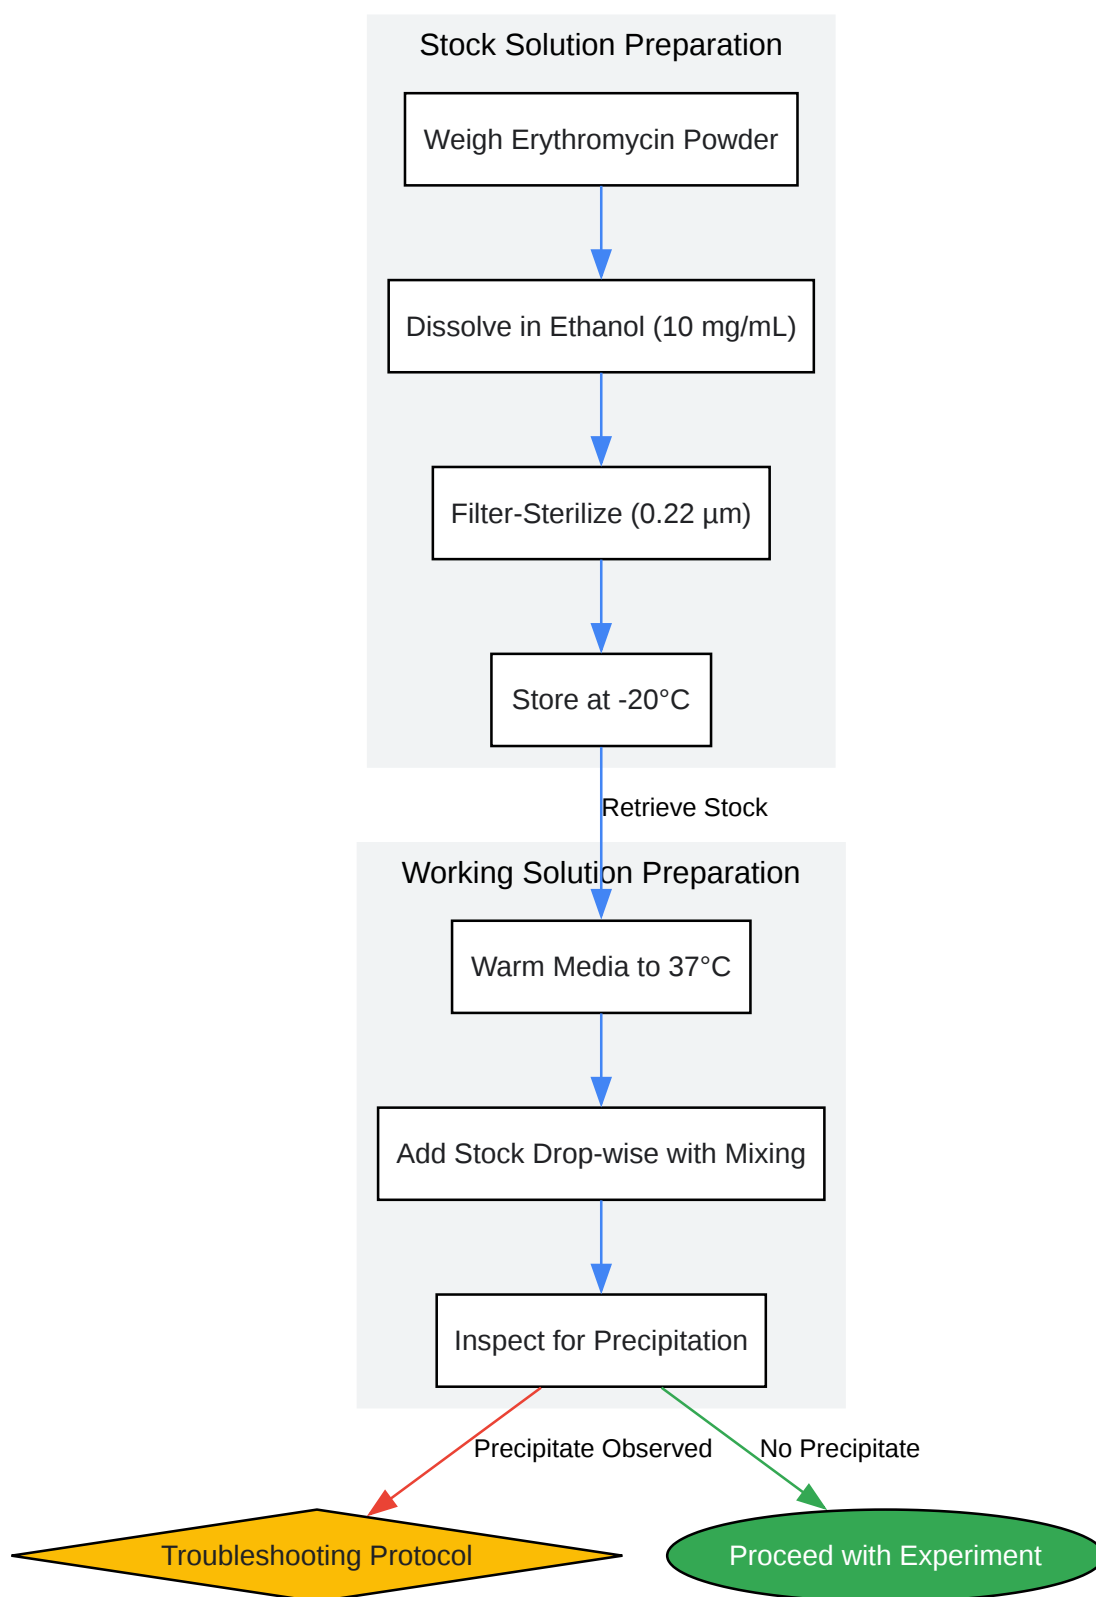 Stock Solution Preparation
Weigh Erythromycin Powder
Dissolve in Ethanol (10 mg/mL)
Filter-Sterilize (0.22 µm)
Store at -20°C
Retrieve Stock
Working Solution Preparation
Warm Media to 37°C
Add Stock Drop-wise with Mixing
Inspect for Precipitation
Precipitate Observed
No Precipitate
Troubleshooting Protocol
Proceed with Experiment